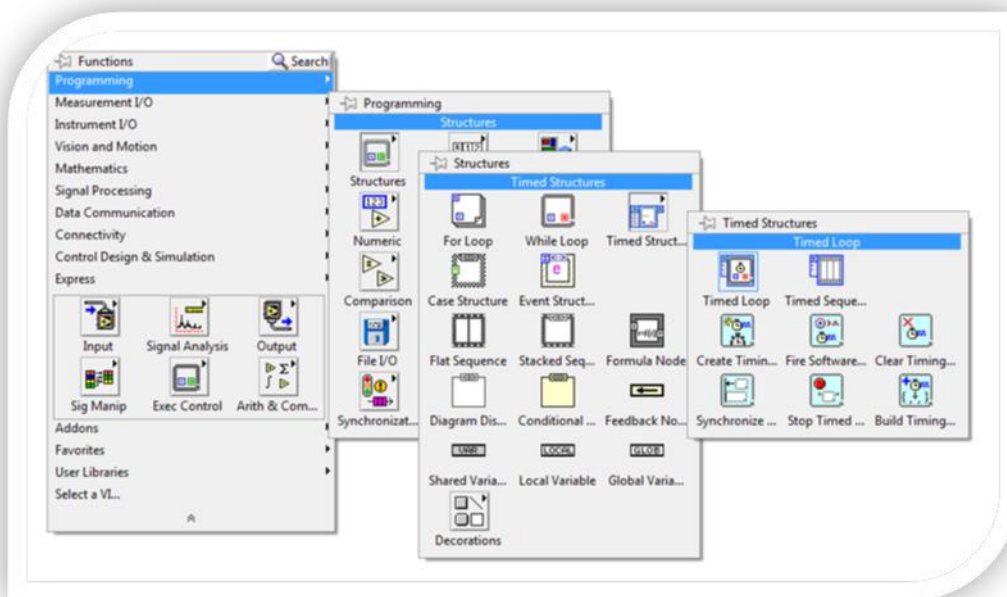 Functions
Search
Programming
Measurement I/O
Instrument I/O
Vision and Motion
Mathematics
Signal Processing
Data Communication
Connectivity
Control Design & Simulation
Express
Input Signal Analysis Output
Sig Manip Exec Control Arith & Com...
Addons
Favorites
User Libraries
Select a VI...
Programming
Structures
Structures
Numeric
Comparison
File I/O
Synchronizat...
Structures
Timed Structures
For Loop While Loop Timed Struct...
Case Structure Event Struct...
Flat Sequence Stacked Seq... Formula Node
Diagram Dis... Conditional ... Feedback No...
VAR LOCAL GLOB
Shared Varia... Local Variable Global Varia...
Decorations
Timed Structures
Timed Loop
Timed Loop Timed Seque...
Create Timin... Fire Software... Clear Timing...
Synchronize ... Stop Timed ... Build Timing...